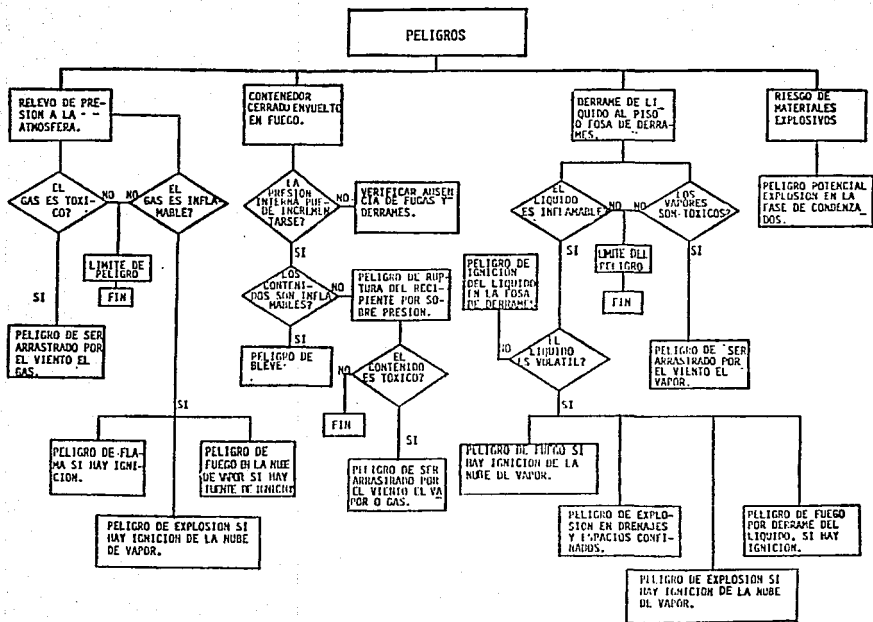 PELIGROS
RELEVO DE PRE-
SION A LA - -
ATMOSFERA.
EL
GAS ES TOXI-
CO?
NO
NO
EL
GAS ES INFLA-
MABLE?
LIMITE DE
PELIGRO
FIN
SI
PELIGRO DE SER
ARRASTRADO POR
EL VIENTO EL
GAS.
SI
PELIGRO DE FLA-
MA SI HAY IGNI-
CION.
PELIGRO DE
FUEGO EN LA NUBE
DE VAPOR SI HAY
FUENTE DE IGNICI
PELIGRO DE EXPLOSION SI
HAY IGNICION DE LA NUBE
DE VAPOR.
CONTENEDOR
CERRADO ENVUELTO
EN FUEGO.
LA
PRESION
INTERNA PUE-
DE INCREMEN
TARSE?
NO
VERIFICAR AUSEN
CIA DE FUGAS Y
DERRAMES.
SI
LOS
CONTENI-
DOS SON INFLA
MABLES?
NO
PELIGRO DE RUP
TURA DEL RECI-
PIENTE POR SO-
BRE PRESION.
SI
PELIGRO DE
BLEVE
NO
EL
CONTENIDO
ES TOXICO?
FIN
SI
PELIGRO DE SER
ARRASTRADO POR
EL VIENTO EL VA
POR O GAS.
DERRAME DE LI
QUIDO AL PISO
O FOSA DE DERRA-
MES.
EL
LIQUIDO
ES INFLAMABLE?
NO
NO
LOS
VAPORES
SON TOXICOS?
LIMITE DEL
PELIGRO
FIN
SI
PELIGRO DE
IGNICION
DEL LIQUIDO
EN LA FOSA
DE DERRAMES
NO
EL
LIQUIDO
ES VOLATIL?
SI
PELIGRO DE SER
ARRASTRADO POR
EL VIENTO EL
VAPOR.
SI
PELIGRO DE FUEGO SI
HAY IGNICION DE LA
NUBE DE VAPOR.
PELIGRO DE EXPLO-
SION EN DRENAJES
Y ESPACIOS CONFI-
NADOS.
PELIGRO DE FUEGO
POR DERRAME DEL
LIQUIDO, SI HAY
IGNICION.
PELIGRO DE EXPLOSION SI
HAY IGNICION DE LA NUBE
DE VAPOR.
RIESGO DE
MATERIALES
EXPLOSIVOS
PELIGRO POTENCIAL
EXPLOSION EN LA
FASE DE CONDENZA
DOS.